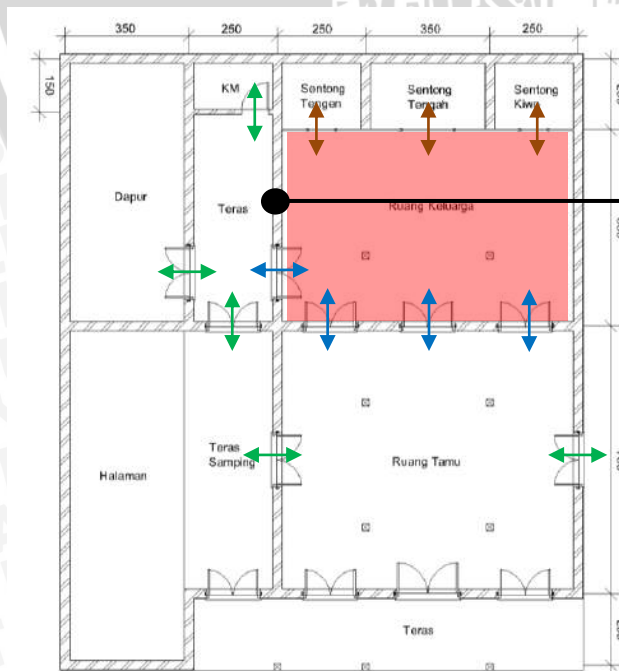 350 250 250 350 250
150
KM
Sentong
Tengen
Sentong
Tengah
Sentong
Kiwo
Dapur
Teras
Ruang Keluarga
Teras
Samping
Halaman
Ruang Tamu
Teras